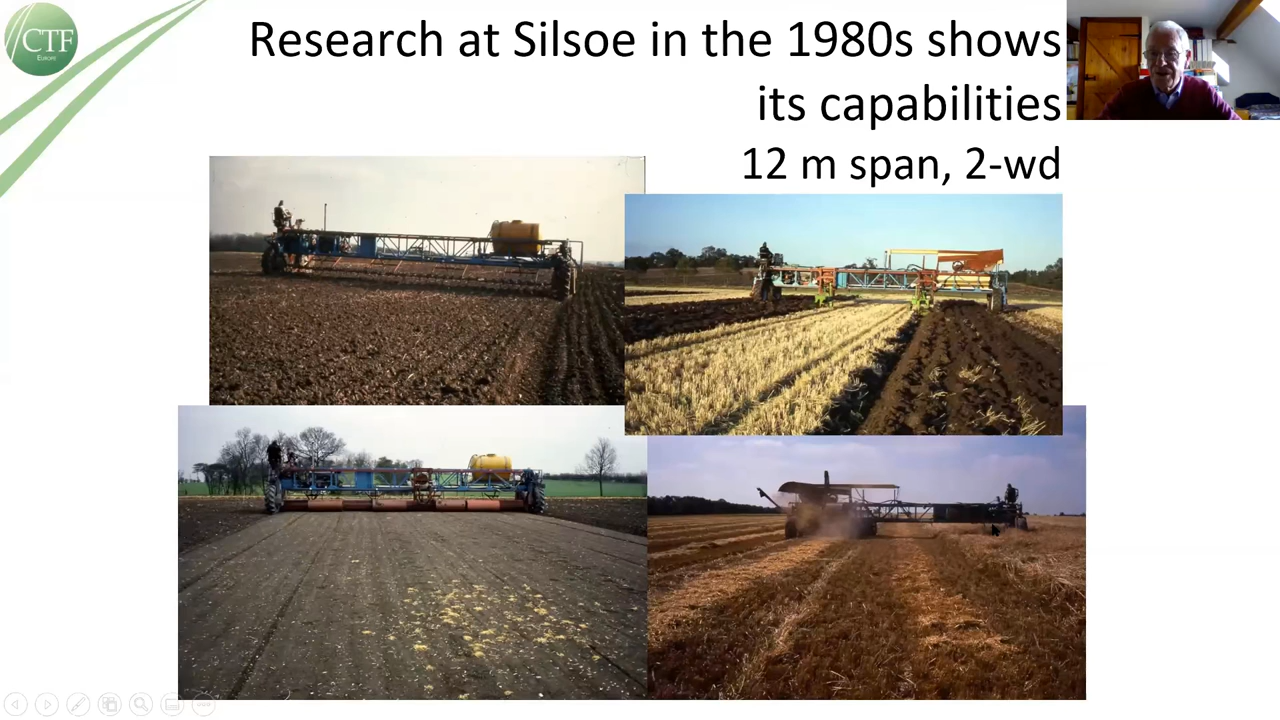 CTF
EUROPE
Research at Silsoe in the 1980s shows
its capabilities
12 m span, 2-wd